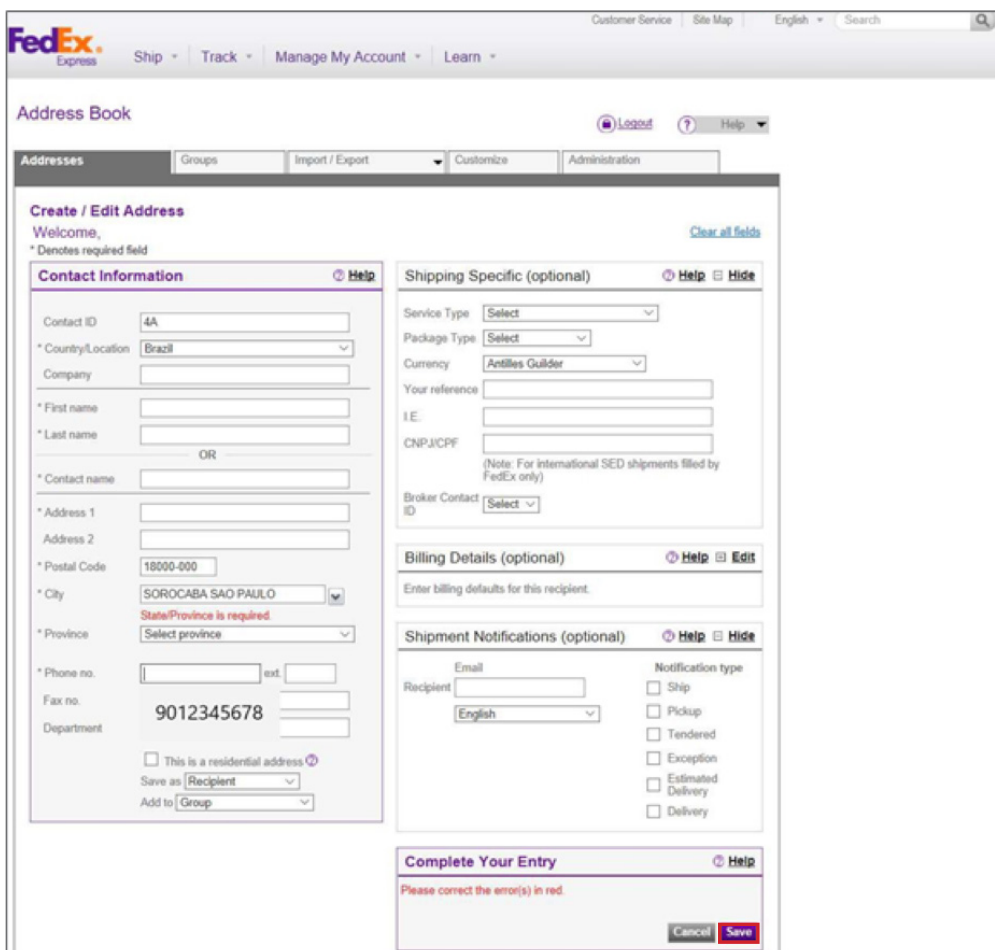 Customer Service Site Map English Search
FedEx.
Express
Ship Track Manage My Account Learn
Address Book
Logout ? Help
Addresses Groups Import / Export Customize Administration
Create / Edit Address
Welcome,
Clear all fields
* Denotes required field
Contact Information ? Help
Contact ID 4A
* Country/Location Brazil
Company
* First name
* Last name
OR
* Contact name
* Address 1
Address 2
* Postal Code 18000-000
* City SOROCABA SAO PAULO
State/Province is required.
* Province Select province
* Phone no. ext.
Fax no.
9012345678
Department
This is a residential address ?
Save as Recipient
Add to Group
Shipping Specific (optional) ? Help Hide
Service Type Select
Package Type Select
Currency Antilles Guilder
Your reference
I.E.
CNPJ/CPF
(Note: For international SED shipments filled by
FedEx only)
Broker Contact
ID Select
Billing Details (optional) ? Help Edit
Enter billing defaults for this recipient.
Shipment Notifications (optional) ? Help Hide
Email Notification type
Recipient
English
Ship
Pickup
Tendered
Exception
Estimated
Delivery
Delivery
Complete Your Entry ? Help
Please correct the error(s) in red.
Cancel Save